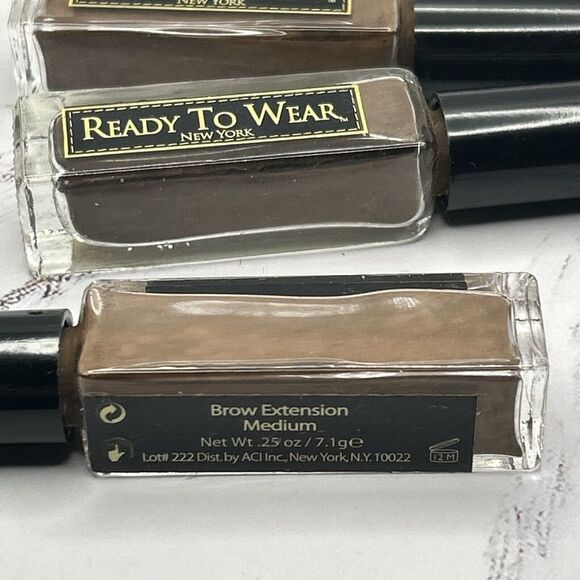 NEW YORK
READY TO WEAR™
NEW YORK
Brow Extension
Medium
Net Wt .25 oz / 7.1g℮
Lot# 222 Dist. by ACI Inc., New York, N.Y. 10022
12 M